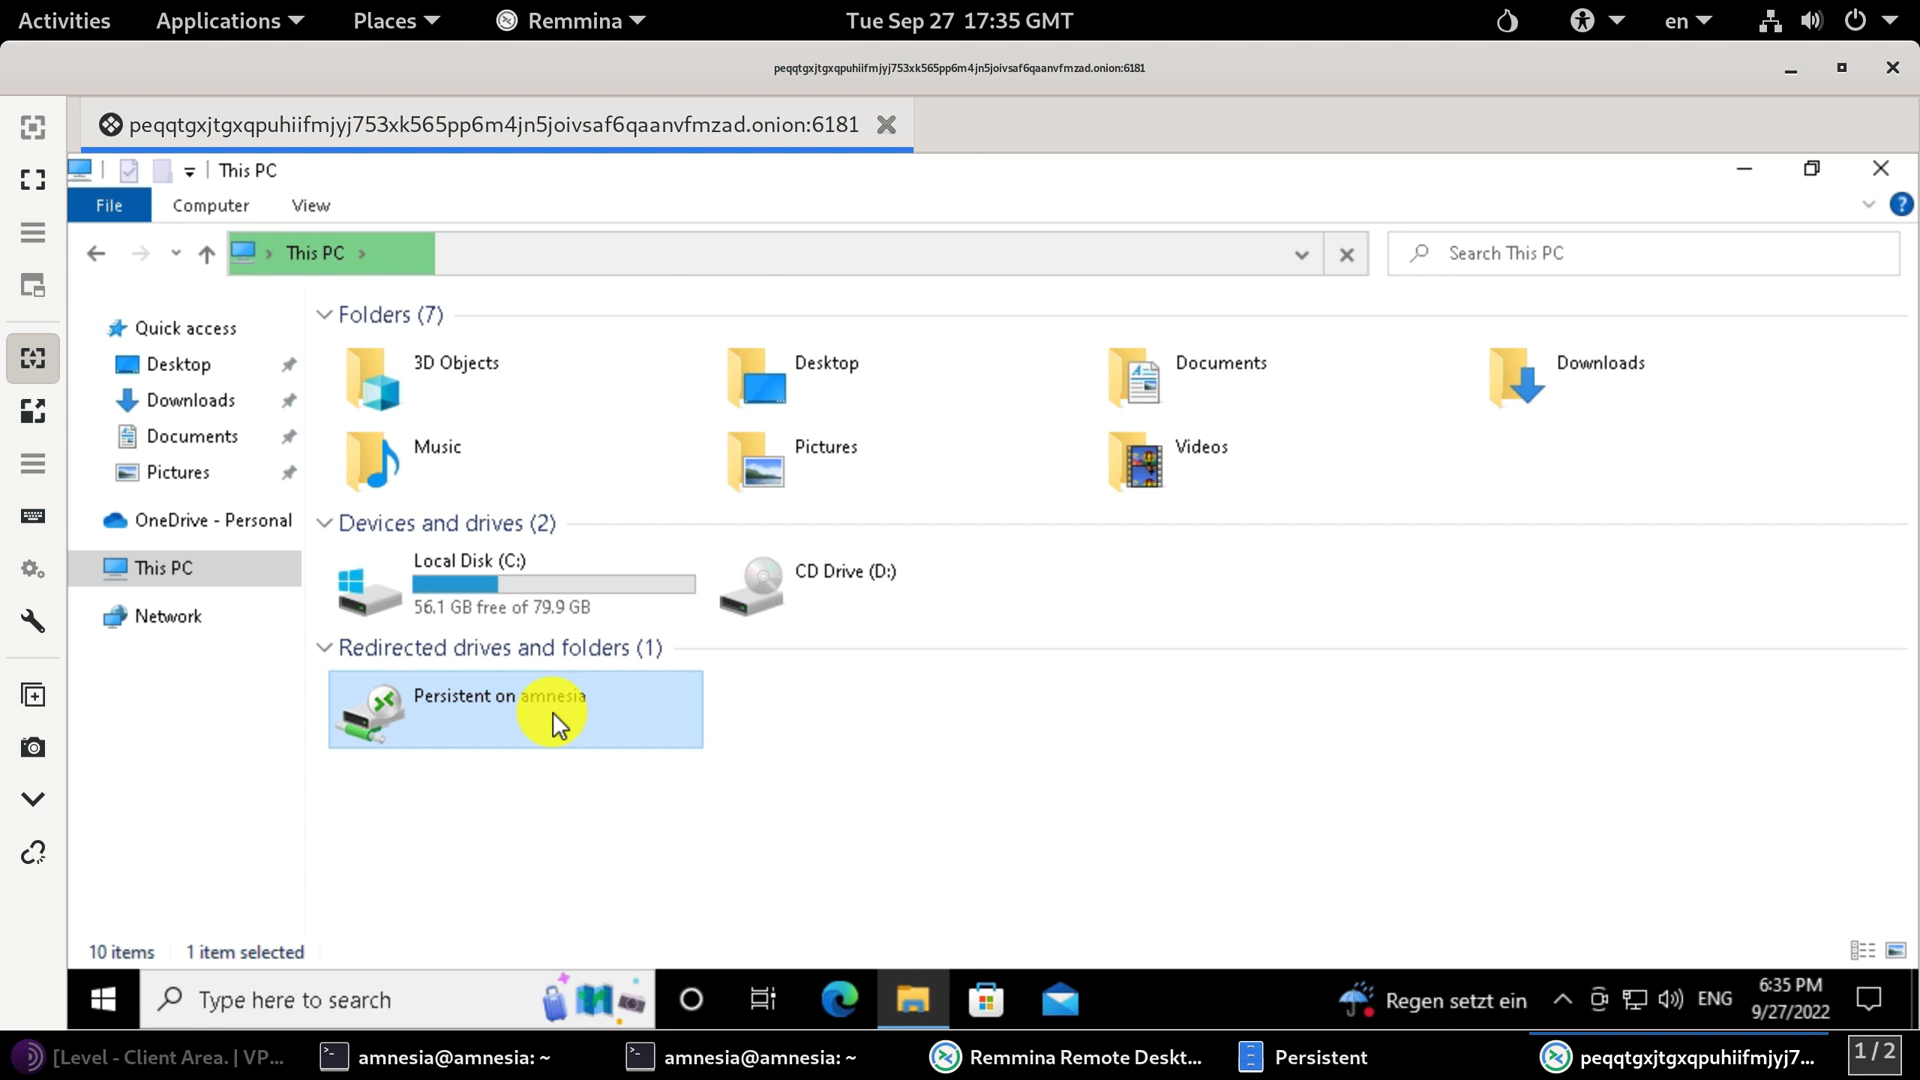 Activities Applications Places Remmina Tue Sep 27 17:35 GMT en
peqqtgxjtgxqpuhiifmjyj753xk565pp6m4jn5joivsaf6qaanvfmzad.onion:6181
peqqtgxjtgxqpuhiifmjyj753xk565pp6m4jn5joivsaf6qaanvfmzad.onion:6181
This PC
File Computer View
This PC Search This PC
Folders (7)
Quick access
3D Objects Desktop Documents Downloads
Desktop
Downloads
Documents
Music Pictures Videos
Pictures
OneDrive - Personal
Devices and drives (2)
Local Disk (C:)
This PC
CD Drive (D:)
56.1 GB free of 79.9 GB
Network
Redirected drives and folders (1)
Persistent on amnesia
10 items 1 item selected
Type here to search
Regen setzt ein ENG
6:35 PM
9/27/2022
[Level - Client Area. | VP... amnesia@amnesia: ~ amnesia@amnesia: ~ Remmina Remote Deskt... Persistent peqqtgxjtgxqpuhiifmjyj7... 1 / 2